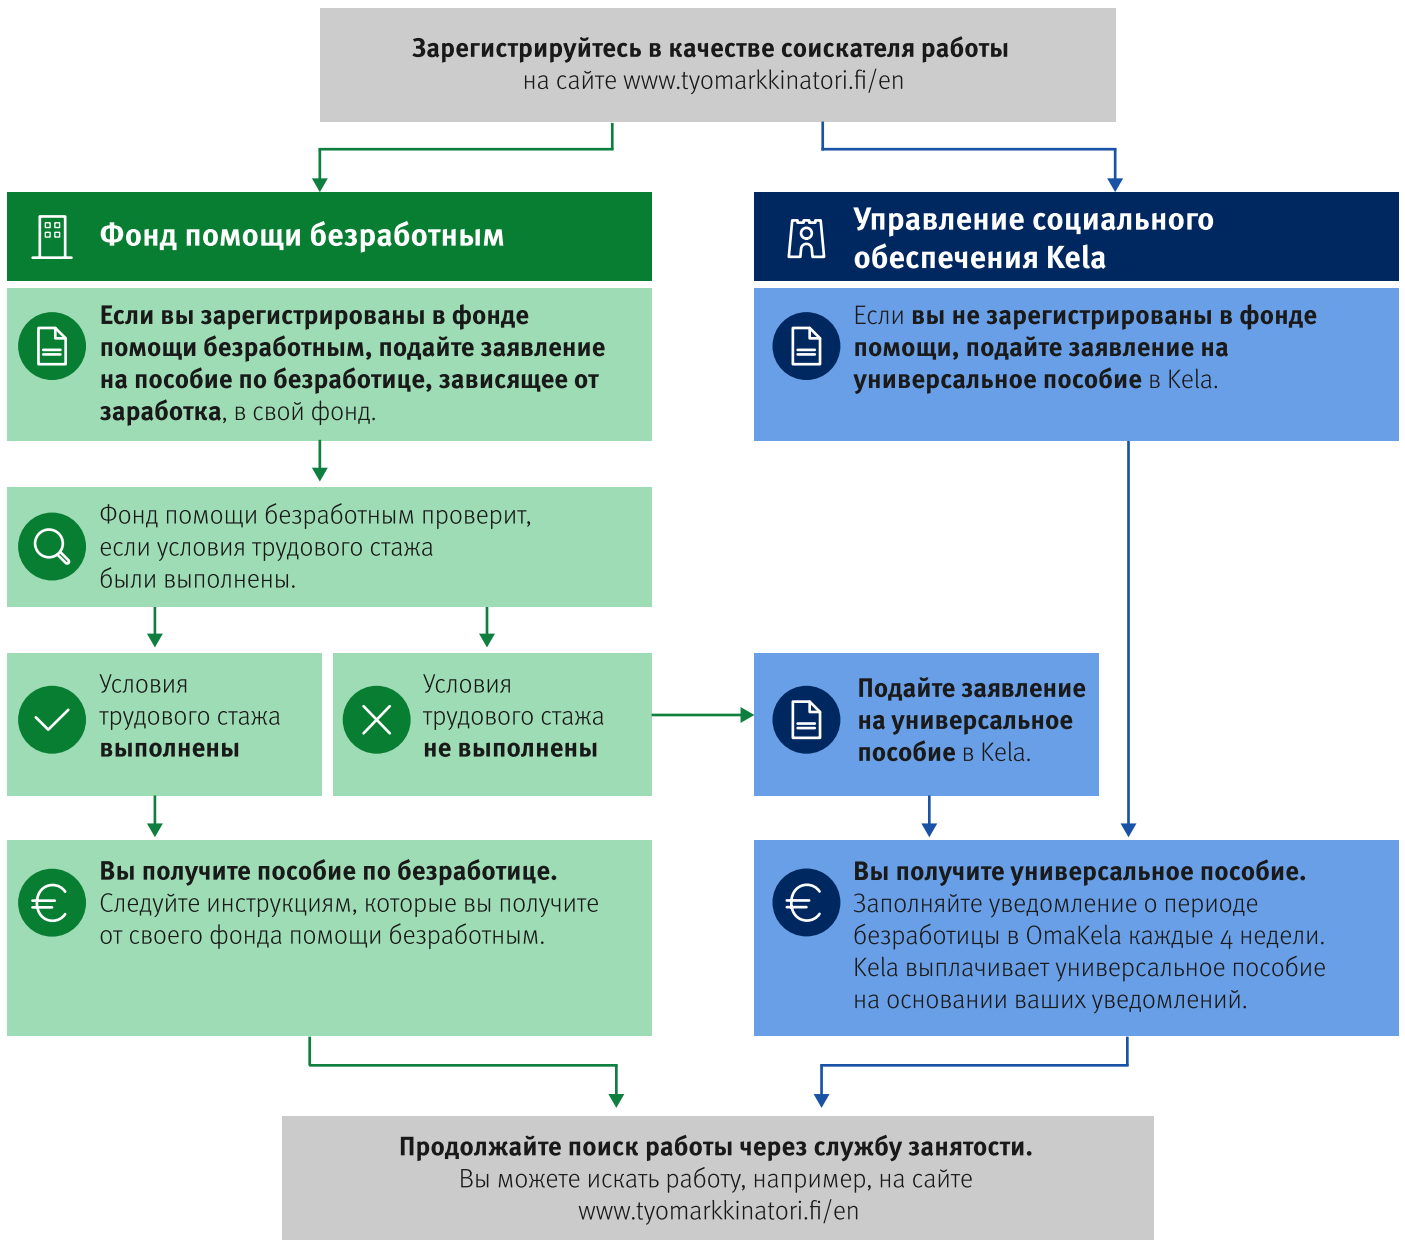 Зарегистрируйтесь в качестве соискателя работы
на сайте www.tyomarkkinatori.fi/en
Фонд помощи безработным
Если вы зарегистрированы в фонде
помощи безработным, подайте заявление
на пособие по безработице, зависящее от
заработка, в свой фонд.
Фонд помощи безработным проверит,
если условия трудового стажа
были выполнены.
Условия
трудового стажа
выполнены
Условия
трудового стажа
не выполнены
Вы получите пособие по безработице.
Следуйте инструкциям, которые вы получите
от своего фонда помощи безработным.
Управление социального
обеспечения Kela
Если вы не зарегистрированы в фонде
помощи, подайте заявление на
универсальное пособие в Kela.
Подайте заявление
на универсальное
пособие в Kela.
Вы получите универсальное пособие.
Заполняйте уведомление о периоде
безработицы в OmaKela каждые 4 недели.
Kela выплачивает универсальное пособие
на основании ваших уведомлений.
Продолжайте поиск работы через службу занятости.
Вы можете искать работу, например, на сайте
www.tyomarkkinatori.fi/en